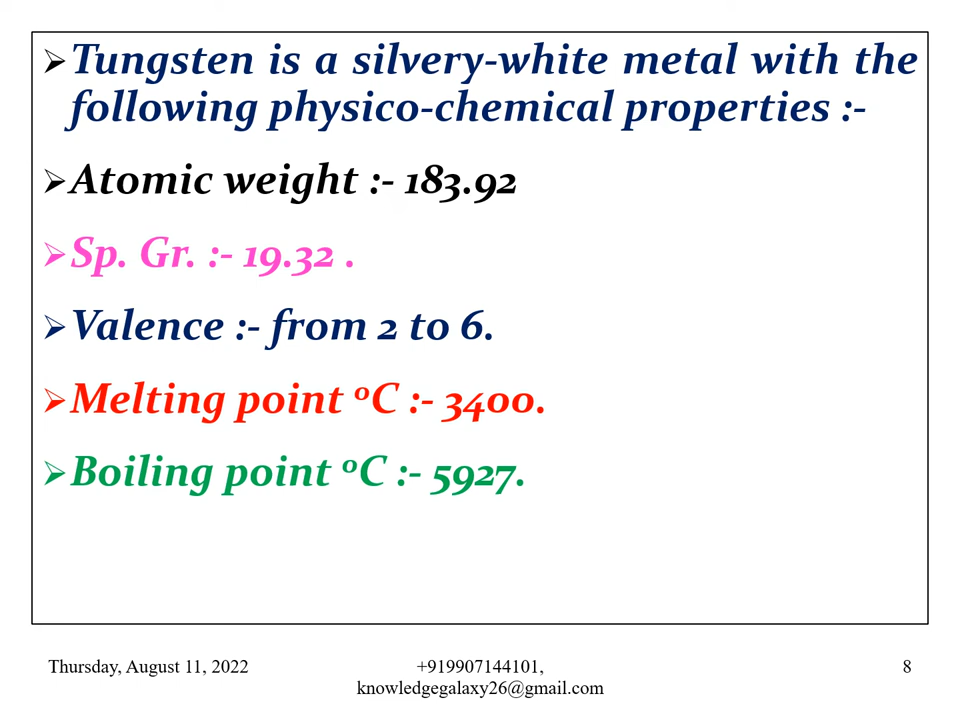 Tungsten is a silvery-white metal with the
following physico-chemical properties :-
Atomic weight :- 183.92
Sp. Gr. :- 19.32 .
Valence :- from 2 to 6.
Melting point ⁰C :- 3400.
Boiling point ⁰C :- 5927.
Thursday, August 11, 2022
+919907144101,
knowledgegalaxy26@gmail.com
8